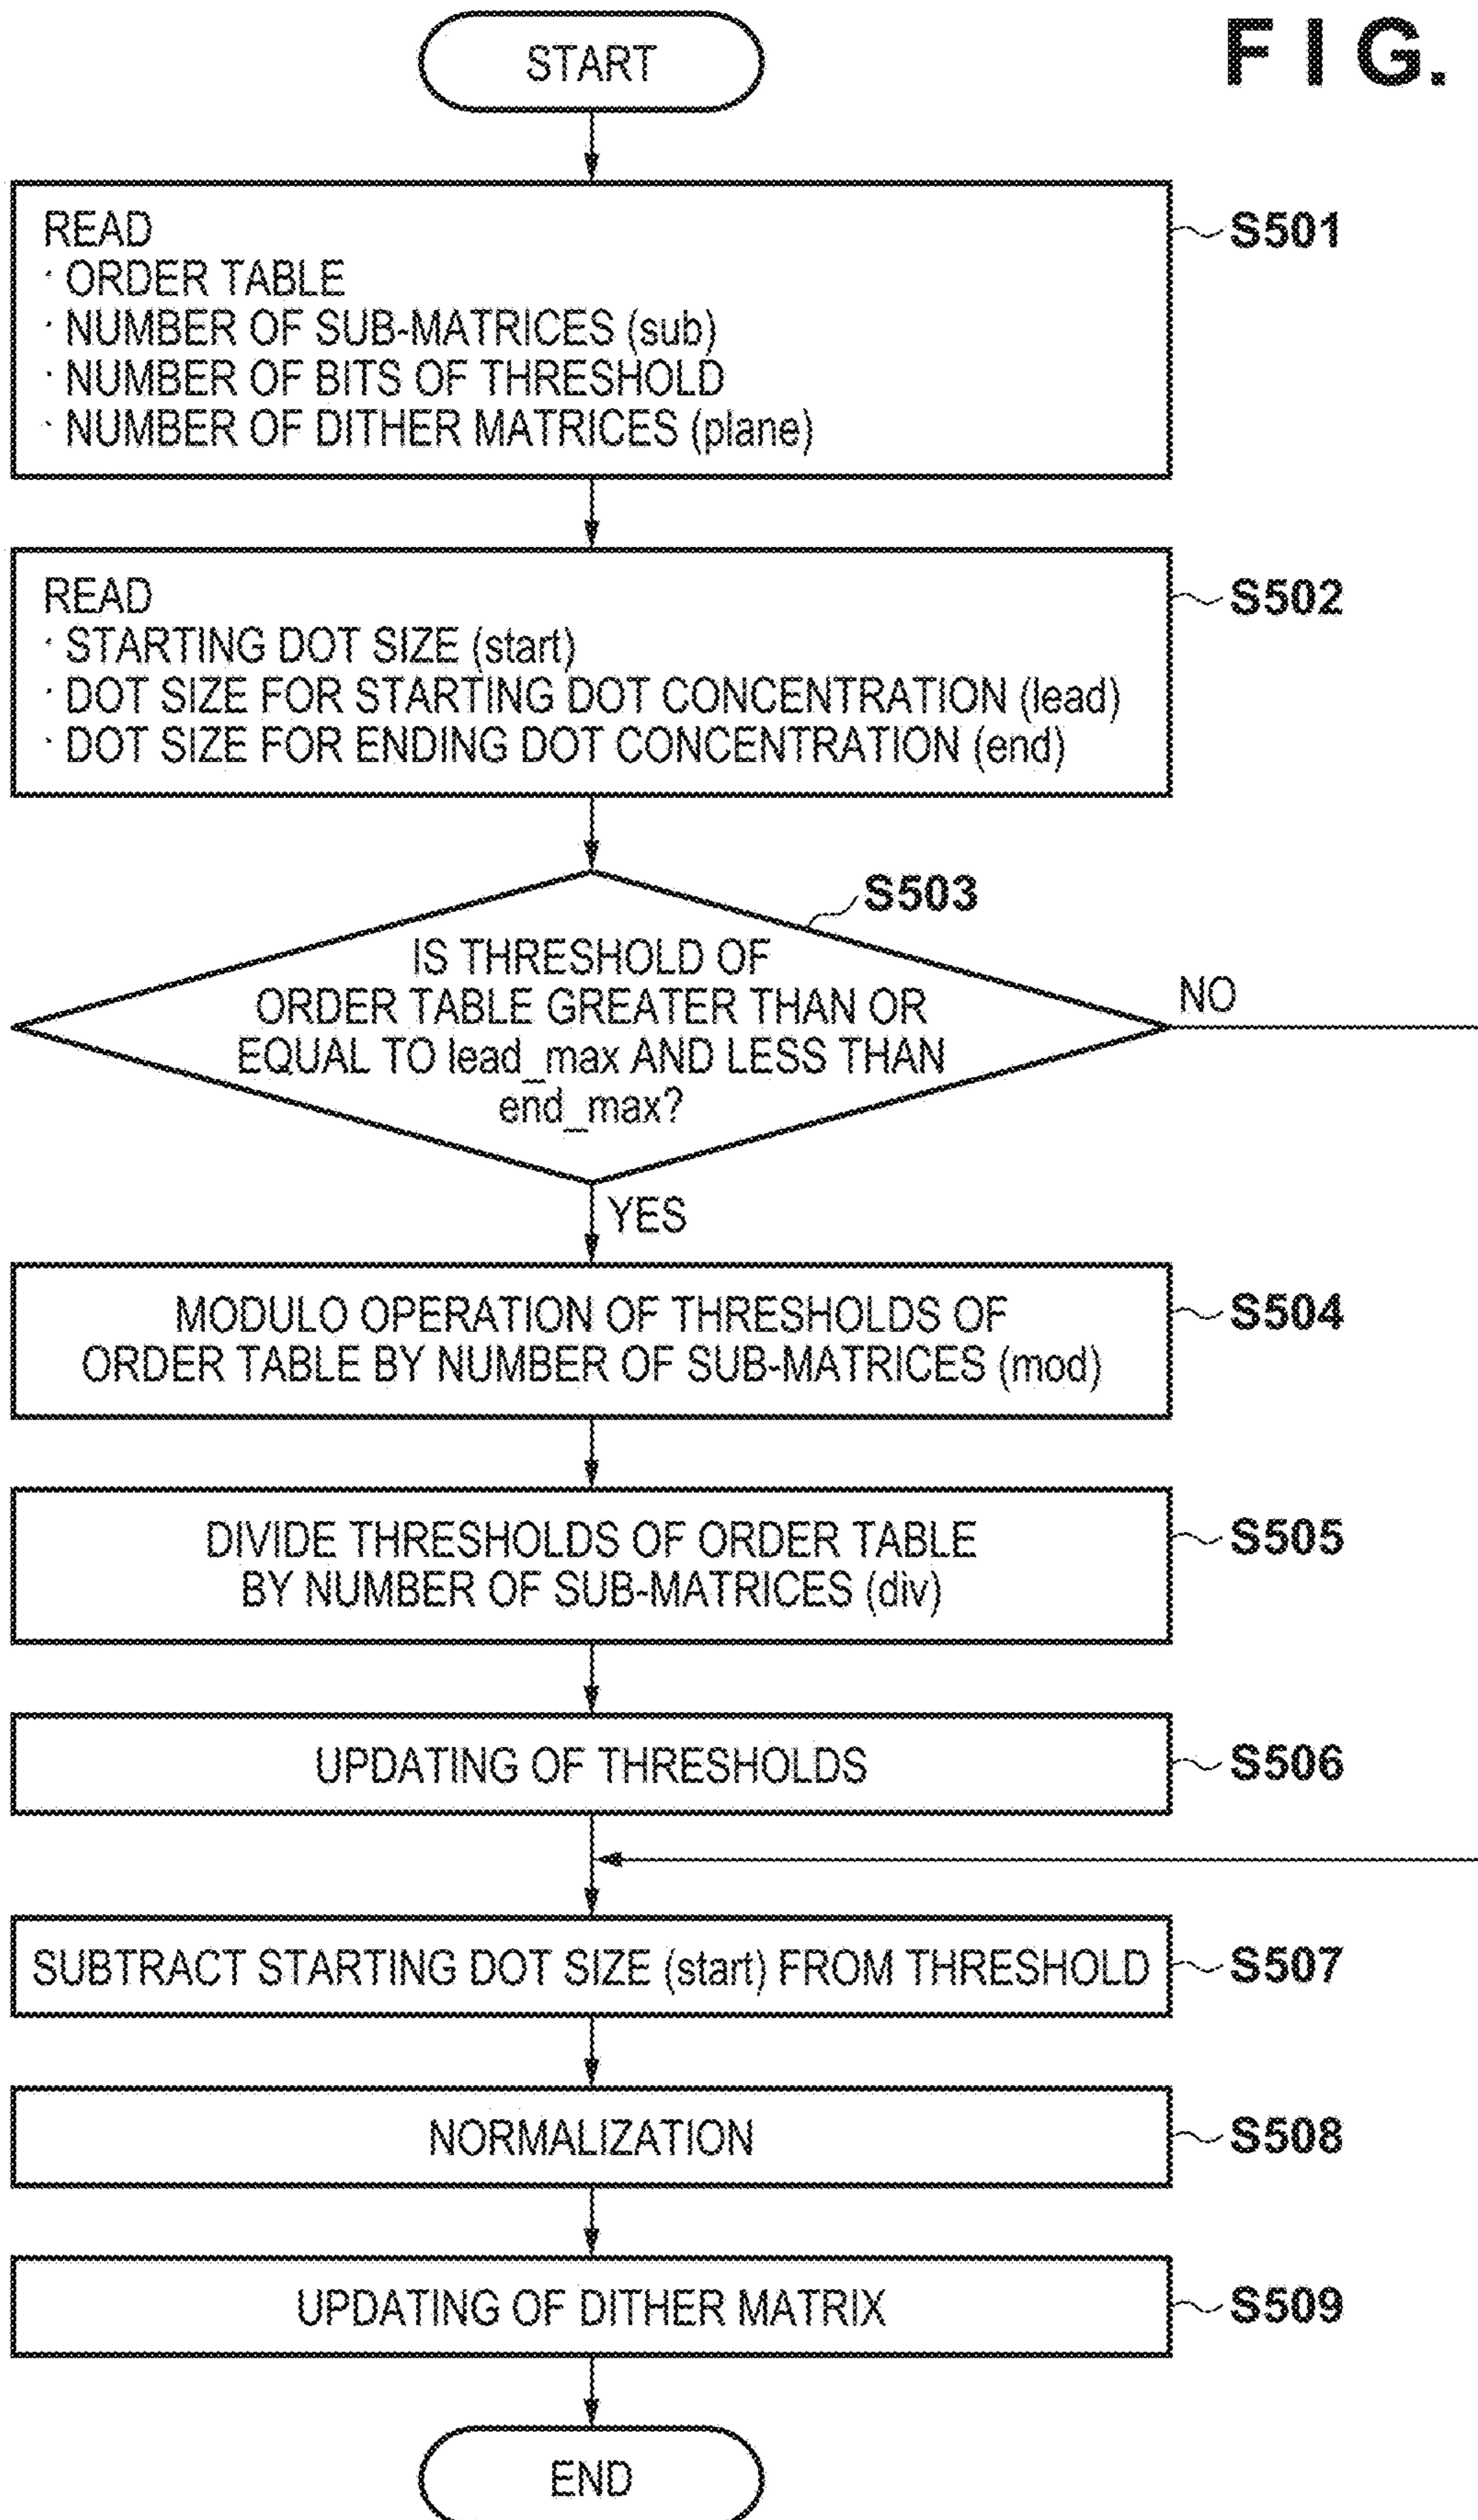 FIG.
START
READ
· ORDER TABLE
· NUMBER OF SUB-MATRICES (sub)
· NUMBER OF BITS OF THRESHOLD
· NUMBER OF DITHER MATRICES (plane)
S501
READ
· STARTING DOT SIZE (start)
· DOT SIZE FOR STARTING DOT CONCENTRATION (lead)
· DOT SIZE FOR ENDING DOT CONCENTRATION (end)
S502
S503
IS THRESHOLD OF
ORDER TABLE GREATER THAN OR
EQUAL TO lead_max AND LESS THAN
end_max?
NO
YES
MODULO OPERATION OF THRESHOLDS OF
ORDER TABLE BY NUMBER OF SUB-MATRICES (mod)
S504
DIVIDE THRESHOLDS OF ORDER TABLE
BY NUMBER OF SUB-MATRICES (div)
S505
UPDATING OF THRESHOLDS
S506
SUBTRACT STARTING DOT SIZE (start) FROM THRESHOLD
S507
NORMALIZATION
S508
UPDATING OF DITHER MATRIX
S509
END